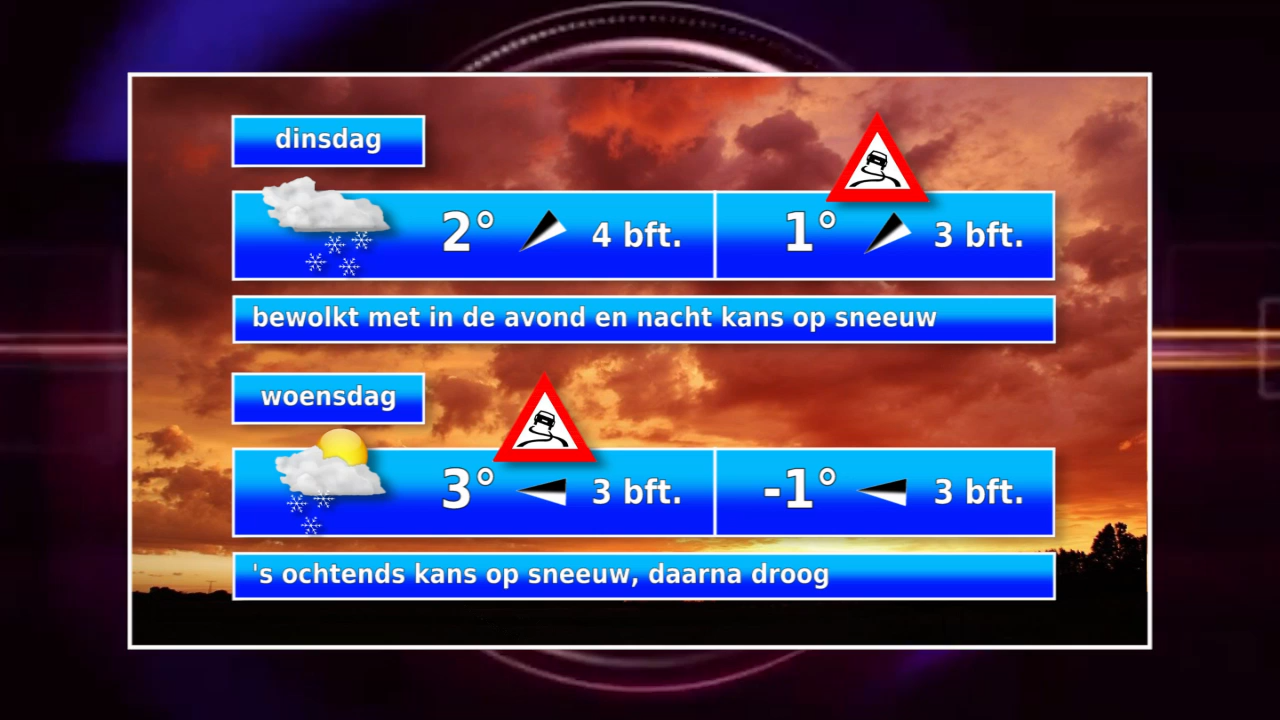 dinsdag
2° 4 bft. 1° 3 bft.
bewolkt met in de avond en nacht kans op sneeuw
woensdag
3° 3 bft. -1° 3 bft.
's ochtends kans op sneeuw, daarna droog